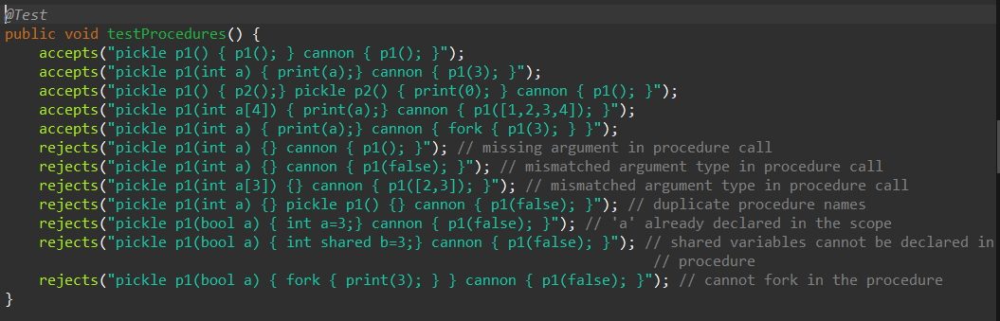 @Test
public void testProcedures() {
    accepts("pickle p1() { p1(); } cannon { p1(); }");
    accepts("pickle p1(int a) { print(a);} cannon { p1(3); }");
    accepts("pickle p1() { p2();} pickle p2() { print(0); } cannon { p1(); }");
    accepts("pickle p1(int a[4]) { print(a);} cannon { p1([1,2,3,4]); }");
    accepts("pickle p1(int a) { print(a);} cannon { fork { p1(3); } }");
    rejects("pickle p1(int a) {} cannon { p1(); }"); // missing argument in procedure call
    rejects("pickle p1(int a) {} cannon { p1(false); }"); // mismatched argument type in procedure call
    rejects("pickle p1(int a[3]) {} cannon { p1([2,3]); }"); // mismatched argument type in procedure call
    rejects("pickle p1(int a) {} pickle p1() {} cannon { p1(false); }"); // duplicate procedure names
    rejects("pickle p1(bool a) { int a=3;} cannon { p1(false); }"); // 'a' already declared in the scope
    rejects("pickle p1(bool a) { int shared b=3;} cannon { p1(false); }"); // shared variables cannot be declared in
// procedure
    rejects("pickle p1(bool a) { fork { print(3); } } cannon { p1(false); }"); // cannot fork in the procedure
}